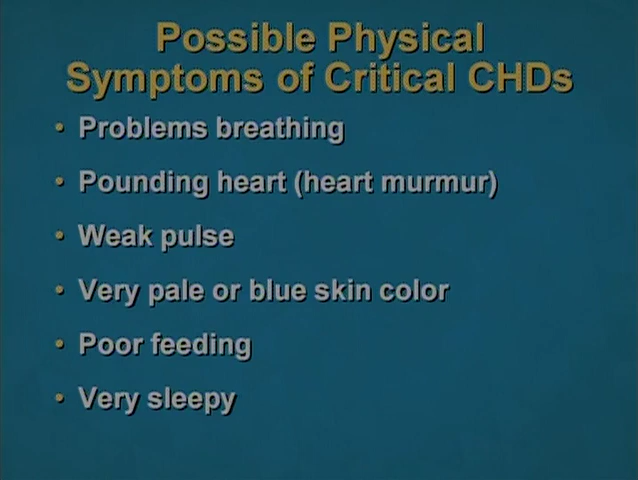 Possible Physical
Symptoms of Critical CHDs
• Problems breathing
• Pounding heart (heart murmur)
• Weak pulse
• Very pale or blue skin color
• Poor feeding
• Very sleepy